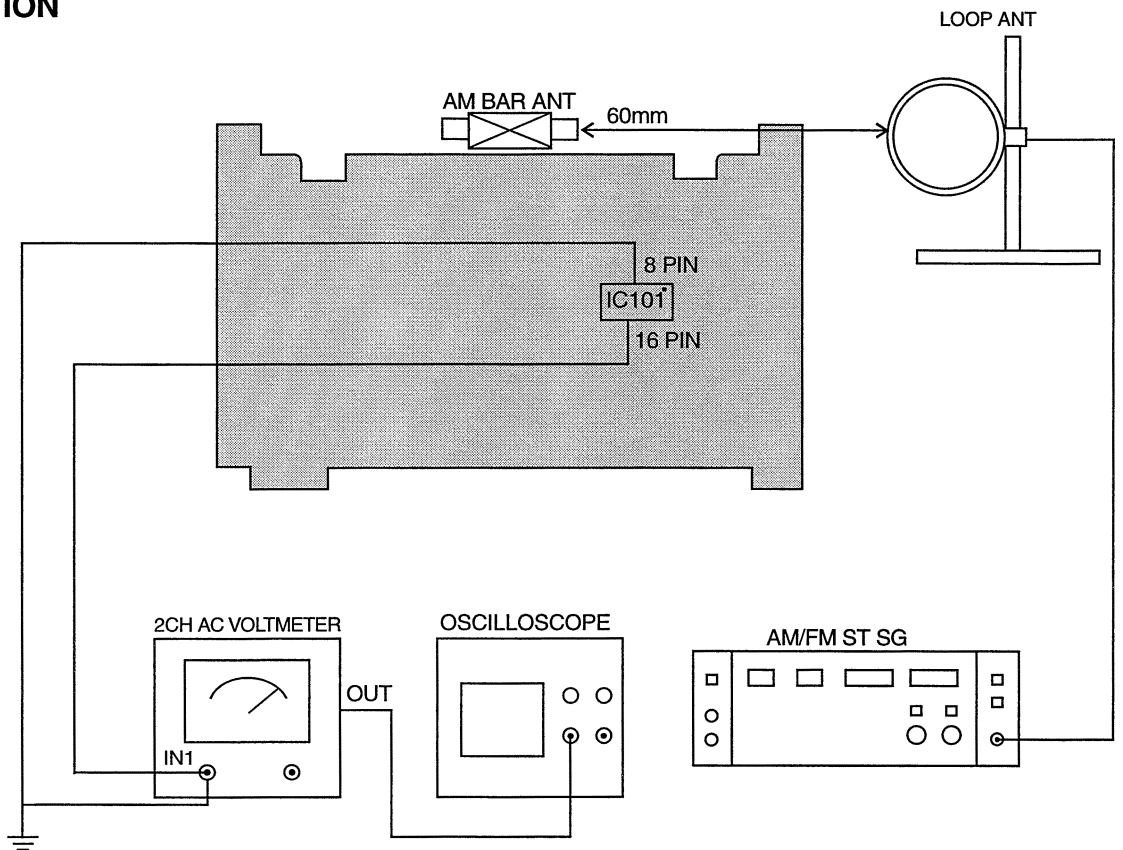 ION
LOOP ANT
AM BAR ANT
60mm
8 PIN
IC101
16 PIN
2CH AC VOLTMETER
OSCILLOSCOPE
AM/FM ST SG
OUT
IN1